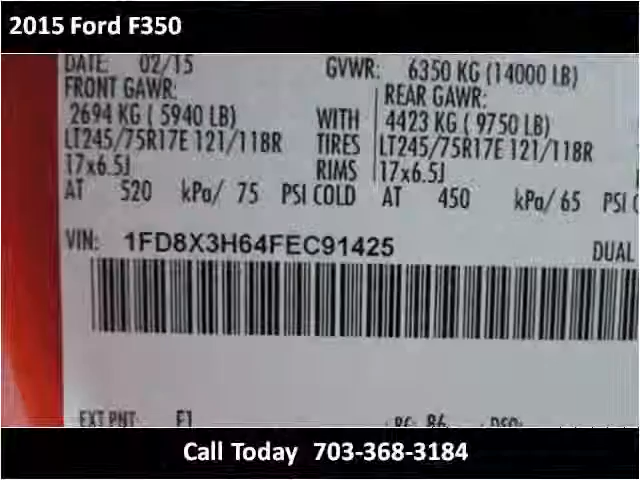 2015 Ford F350
DATE: 02/15 GVWR: 6350 KG (14000 LB)
FRONT GAWR: REAR GAWR:
2694 KG ( 5940 LB) WITH 4423 KG ( 9750 LB)
LT245/75R17E 121/118R TIRES LT245/75R17E 121/118R
17x6.5J RIMS 17x6.5J
AT 520 kPa/ 75 PSI COLD AT 450 kPa/ 65 PSI
VIN: 1FD8X3H64FEC91425 DUAL
EXT PNT F1 86 DSO
Call Today 703-368-3184